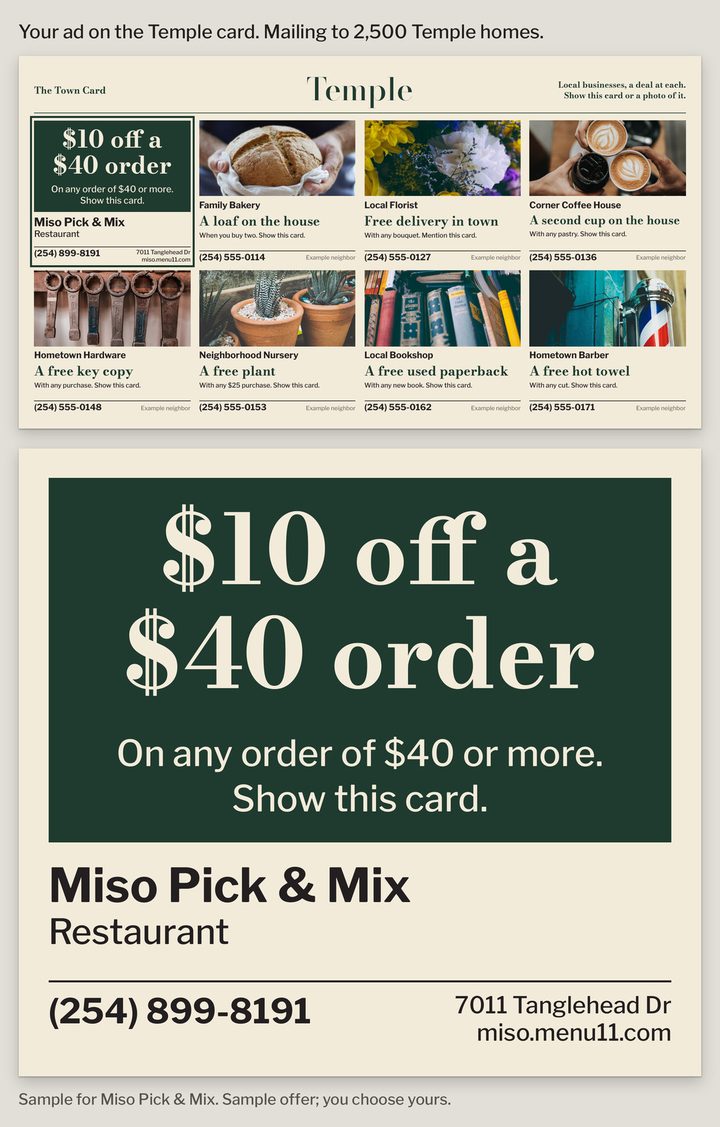 Your ad on the Temple card. Mailing to 2,500 Temple homes.
The Town Card
Temple
Local businesses, a deal at each.
Show this card or a photo of it.
$10 off a
$40 order
On any order of $40 or more.
Show this card.
Miso Pick & Mix
Restaurant
(254) 899-8191
7011 Tanglehead Dr
miso.menu11.com
Family Bakery
A loaf on the house
When you buy two. Show this card.
(254) 555-0114
Example neighbor
Local Florist
Free delivery in town
With any bouquet. Mention this card.
(254) 555-0127
Example neighbor
Corner Coffee House
A second cup on the house
With any pastry. Show this card.
(254) 555-0136
Example neighbor
Hometown Hardware
A free key copy
With any purchase. Show this card.
(254) 555-0148
Example neighbor
Neighborhood Nursery
A free plant
With any $25 purchase. Show this card.
(254) 555-0153
Example neighbor
Local Bookshop
A free used paperback
With any new book. Show this card.
(254) 555-0162
Example neighbor
Hometown Barber
A free hot towel
With any cut. Show this card.
(254) 555-0171
Example neighbor
$10 off a
$40 order
On any order of $40 or more.
Show this card.
Miso Pick & Mix
Restaurant
(254) 899-8191
7011 Tanglehead Dr
miso.menu11.com
Sample for Miso Pick & Mix. Sample offer; you choose yours.